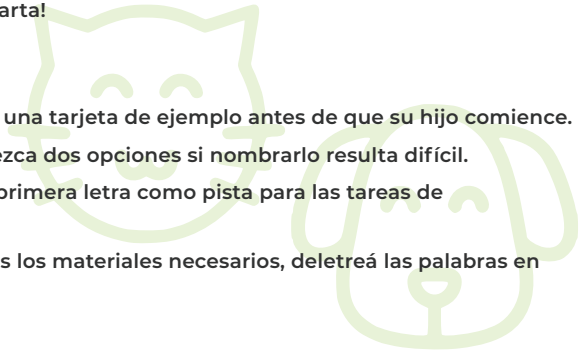 arta!
una tarjeta de ejemplo antes de que su hijo comience.
ezca dos opciones si nombrarlo resulta difícil.
primera letra como pista para las tareas de
s los materiales necesarios, deletreá las palabras en